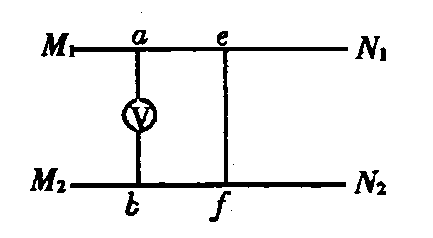 M₁ a e N₁
V
M₂ b f N₂